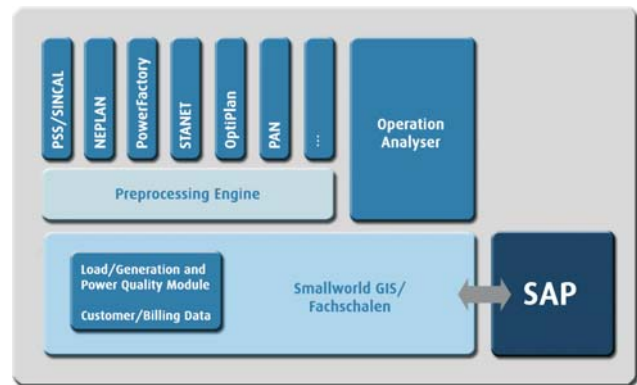 PSS/SINCAL
NEPLAN
PowerFactory
STANET
OptiPlan
PAN
...
Operation
Analyser
Preprocessing Engine
Load/Generation and
Power Quality Module
Customer/Billing Data
Smallworld GIS/
Fachschalen
SAP